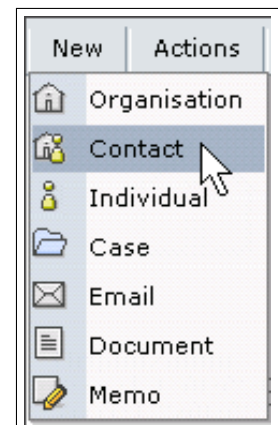 New Actions
Organisation
Contact
Individual
Case
Email
Document
Memo